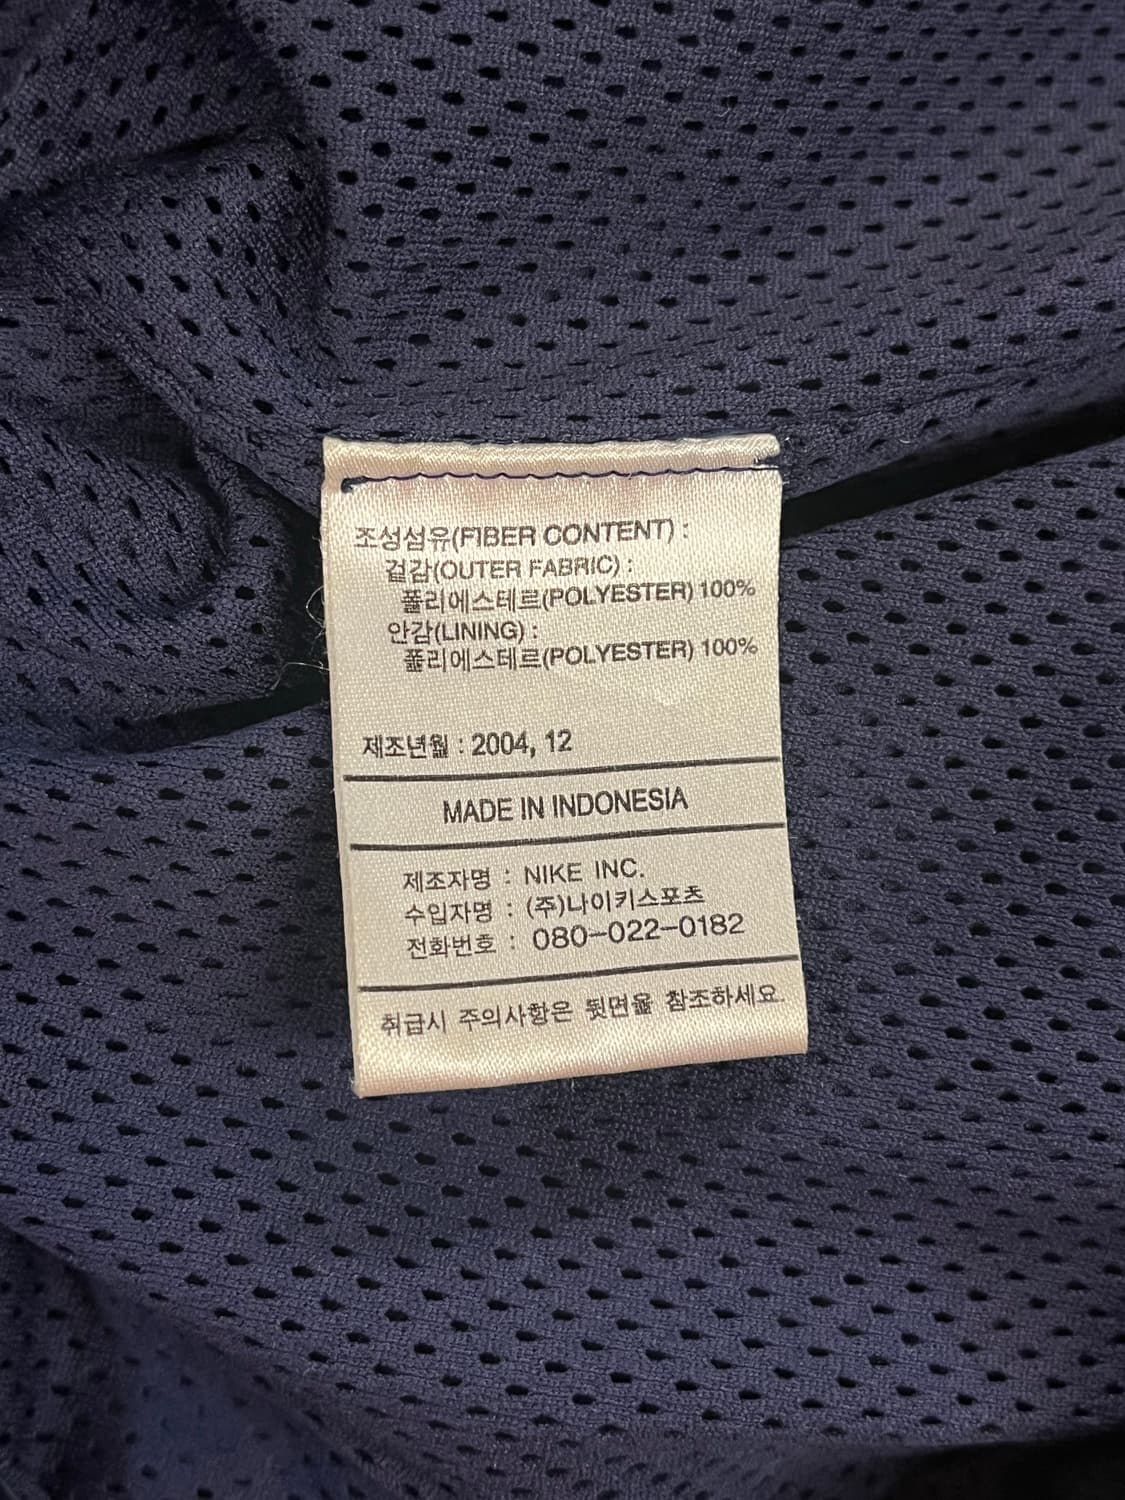 조성섬유(FIBER CONTENT) :
겉감(OUTER FABRIC) :
폴리에스테르(POLYESTER) 100%
안감(LINING) :
폴리에스테르(POLYESTER) 100%
제조년월 : 2004, 12
MADE IN INDONESIA
제조자명 : NIKE INC.
수입자명 : (주)나이키스포츠
전화번호 : 080-022-0182
취급시 주의사항은 뒷면을 참조하세요.